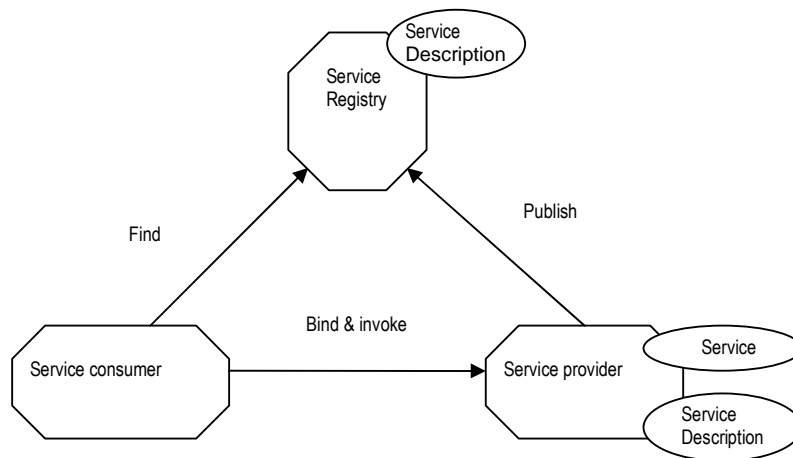 Service
Description
Service
Registry
Publish
Find
Bind & invoke
Service consumer
Service provider
Service
Service
Description